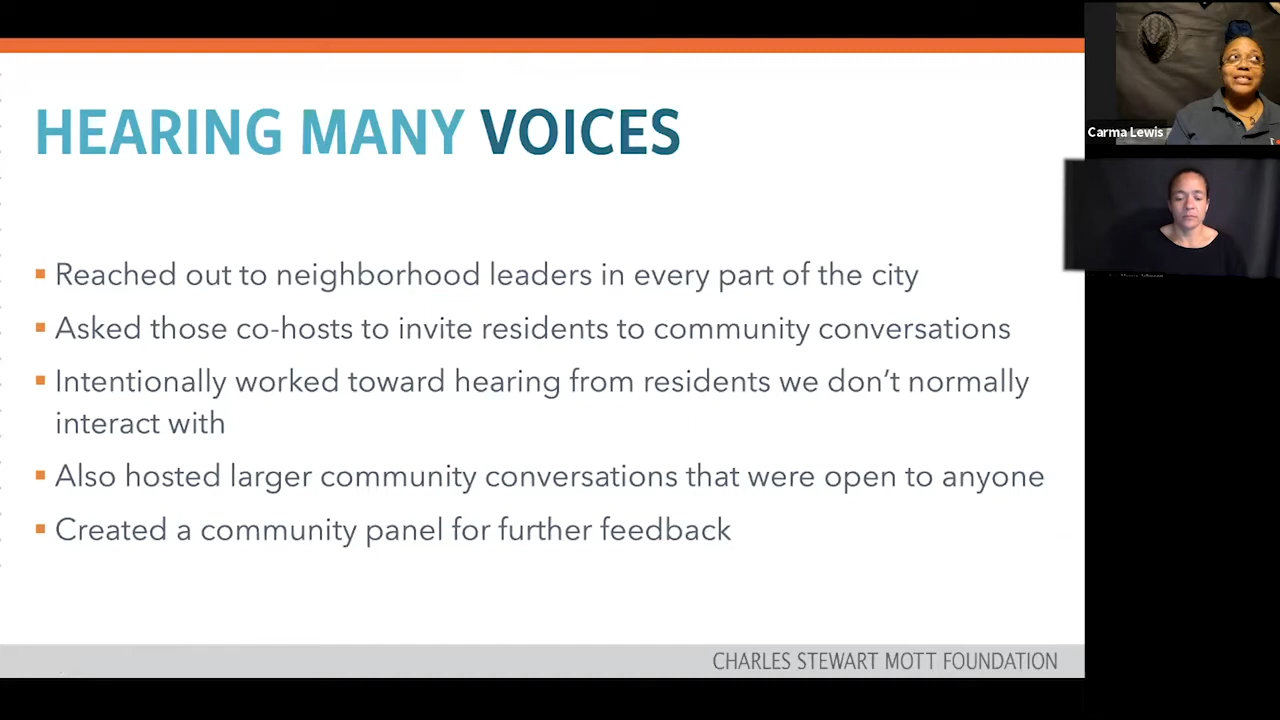 HEARING MANY VOICES
Reached out to neighborhood leaders in every part of the city
Asked those co-hosts to invite residents to community conversations
Intentionally worked toward hearing from residents we don’t normally
interact with
Also hosted larger community conversations that were open to anyone
Created a community panel for further feedback
CHARLES STEWART MOTT FOUNDATION
Carma Lewis